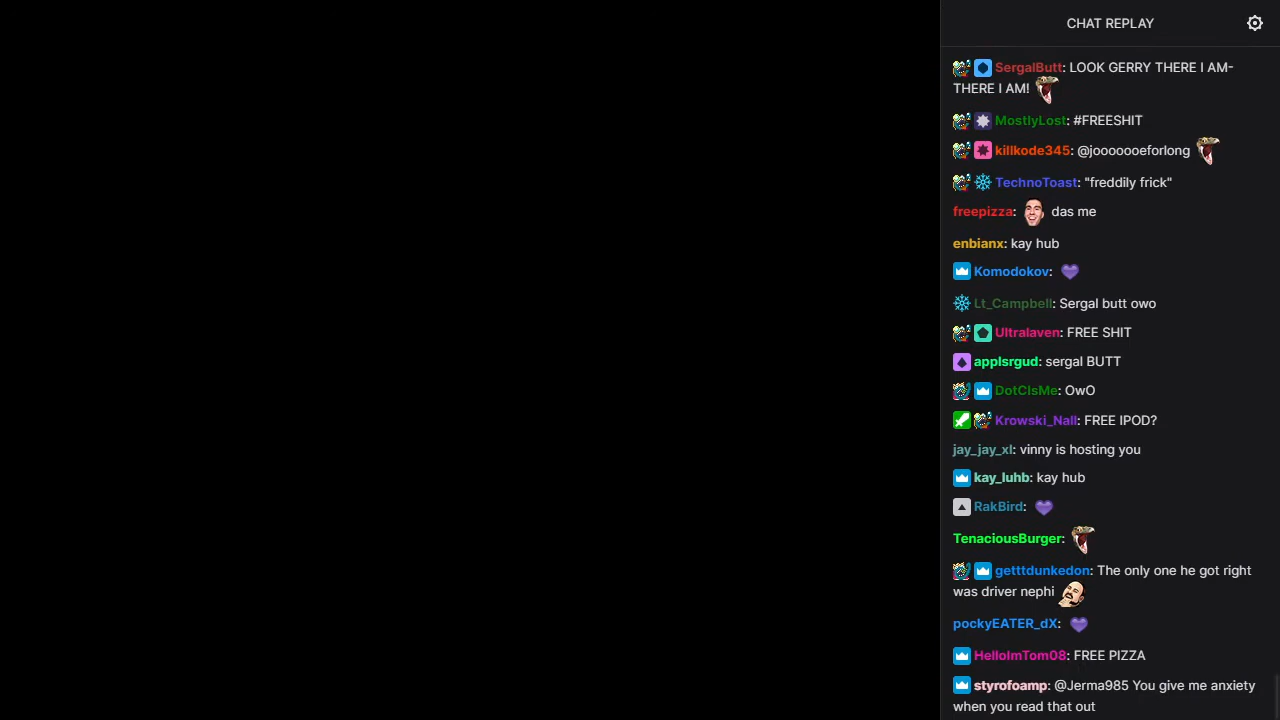 CHAT REPLAY
SergalButt: LOOK GERRY THERE I AM-
THERE I AM!
MostlyLost: #FREESHIT
killkode345: @jooooooeforlong
TechnoToast: "freddily frick"
freepizza: das me
enbianx: kay hub
Komodokov:
Lt_Campbell: Sergal butt owo
Ultralaven: FREE SHIT
applsrgud: sergal BUTT
DotCIsMe: OwO
Krowski_Nall: FREE IPOD?
jay_jay_xl: vinny is hosting you
kay_luhb: kay hub
RakBird:
TenaciousBurger:
getttdunkedon: The only one he got right
was driver nephi
pockyEATER_dX:
HelloImTom08: FREE PIZZA
styrofoamp: @Jerma985 You give me anxiety
when you read that out